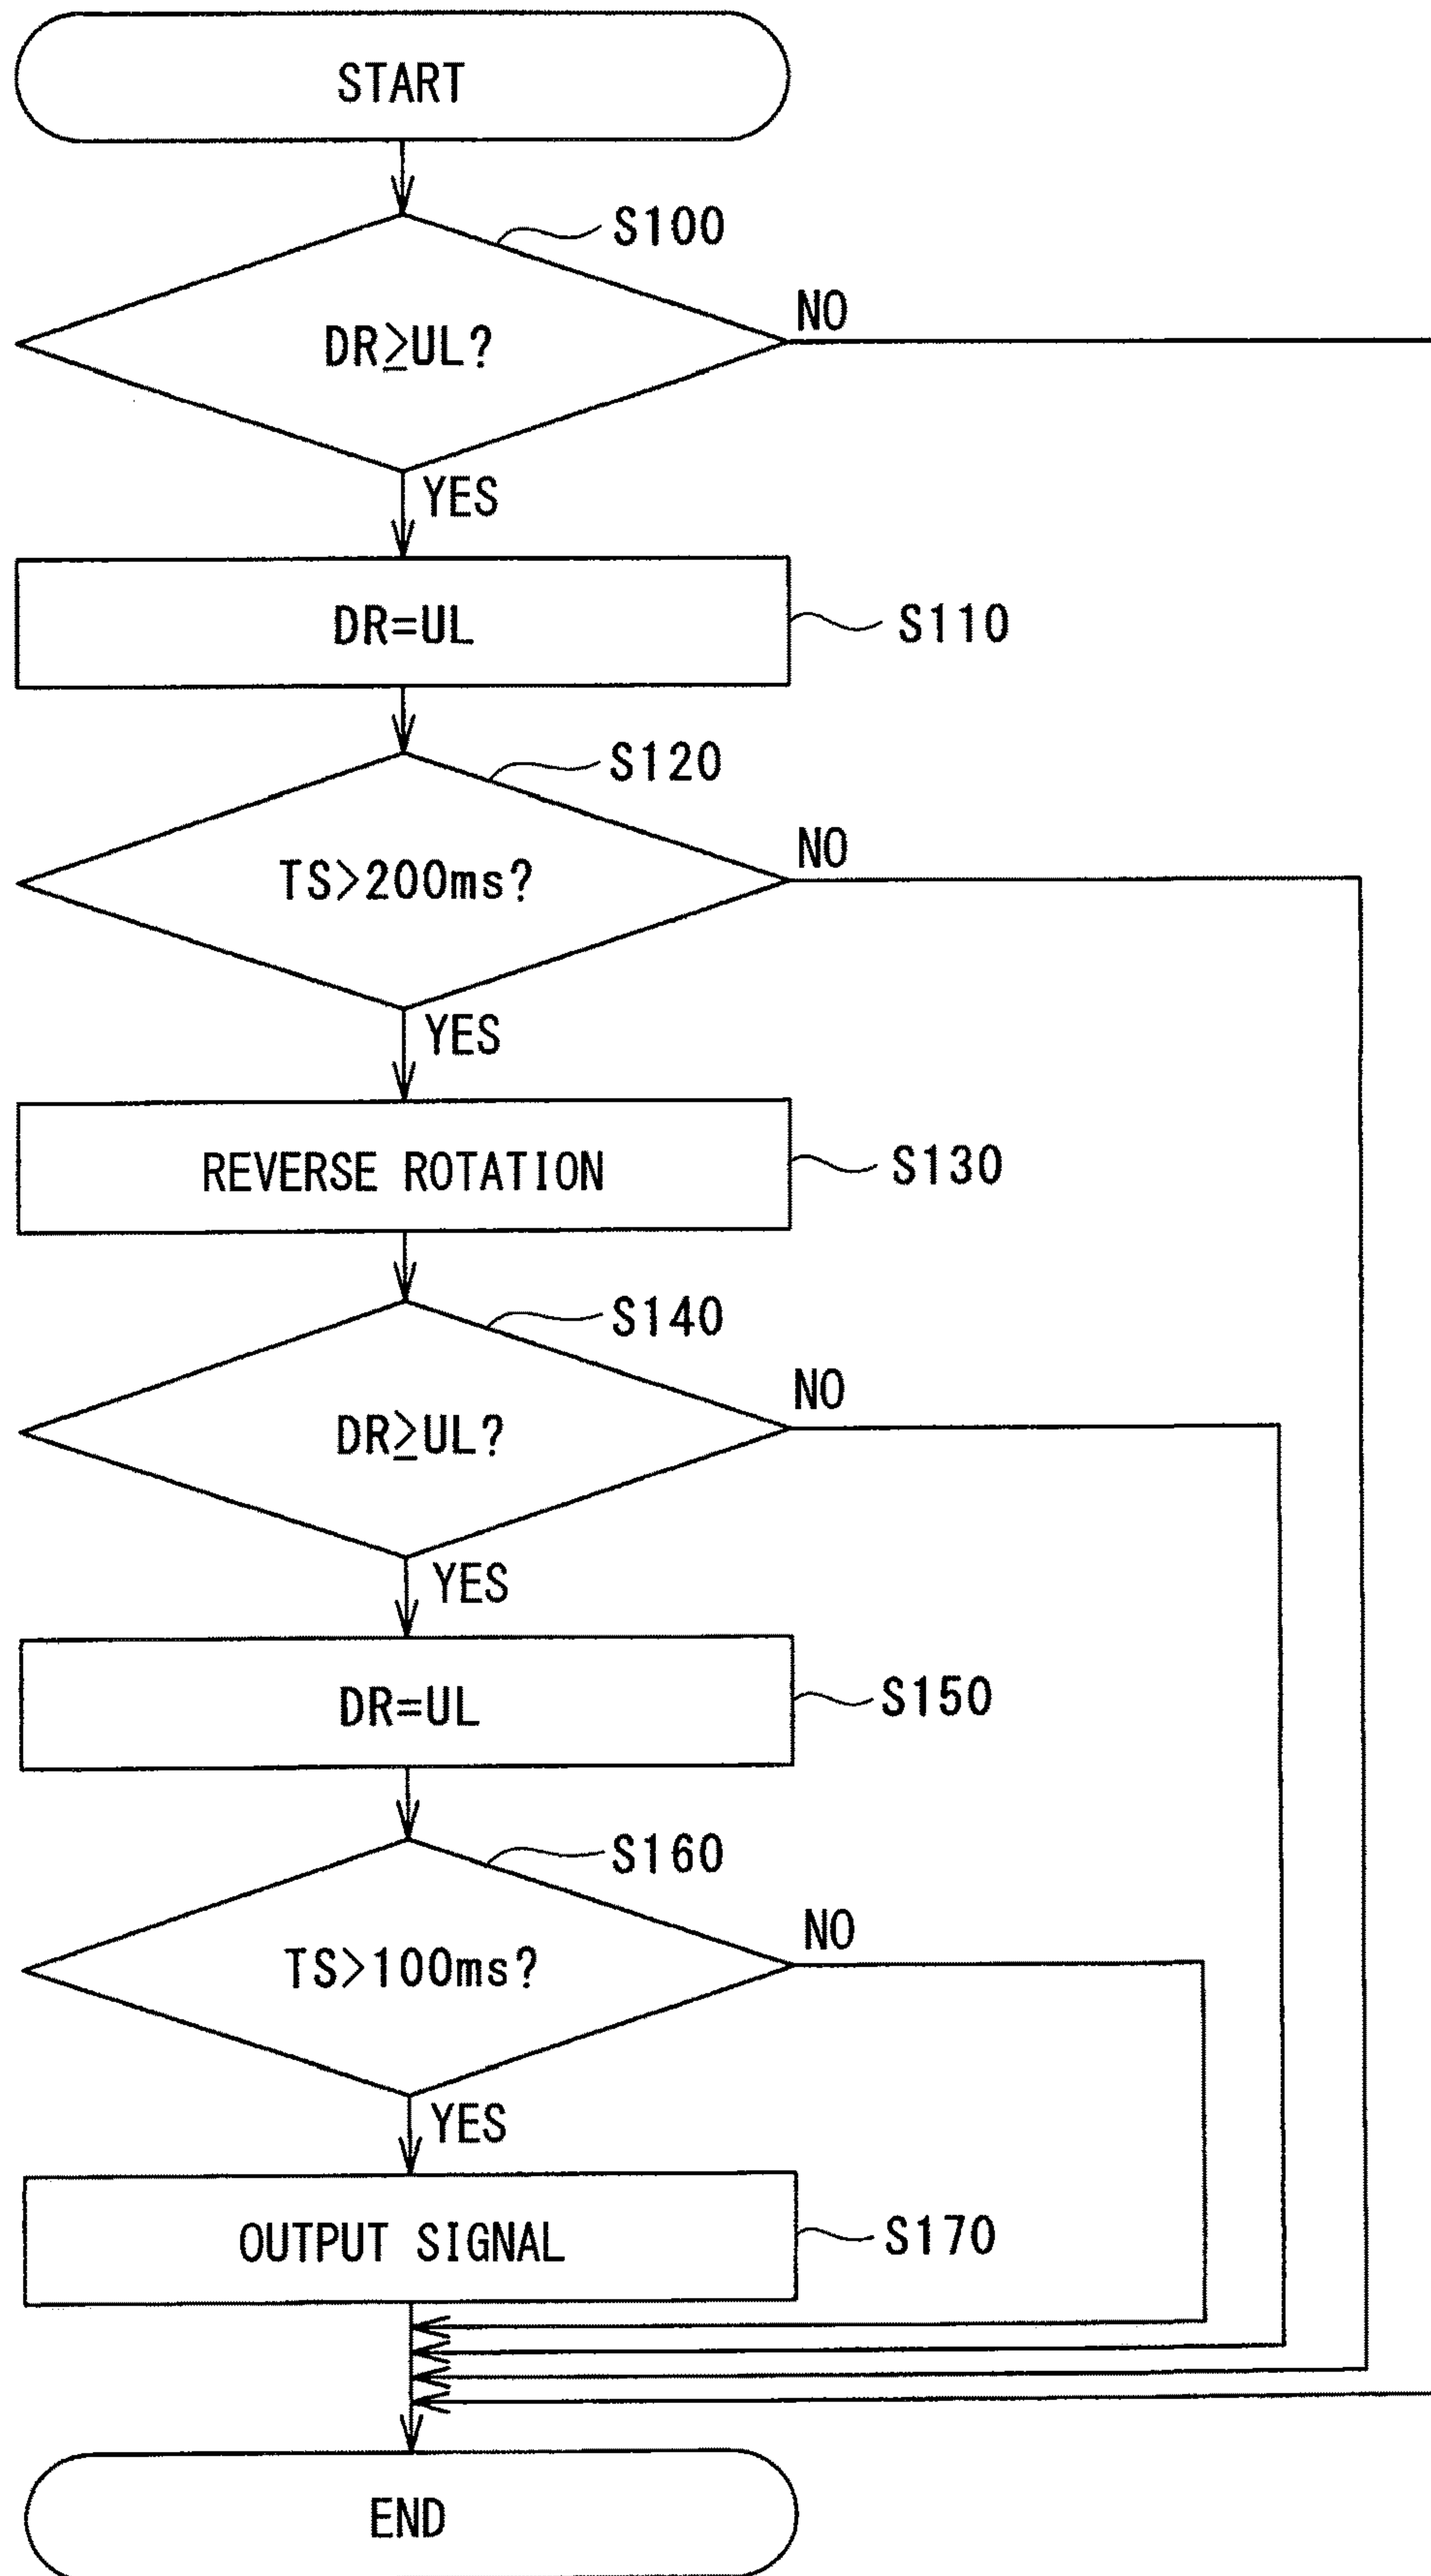 START
S100
DR≥UL?
NO
YES
DR=UL
S110
S120
TS>200ms?
NO
YES
REVERSE ROTATION
S130
S140
DR≥UL?
NO
YES
DR=UL
S150
S160
TS>100ms?
NO
YES
OUTPUT SIGNAL
S170
END